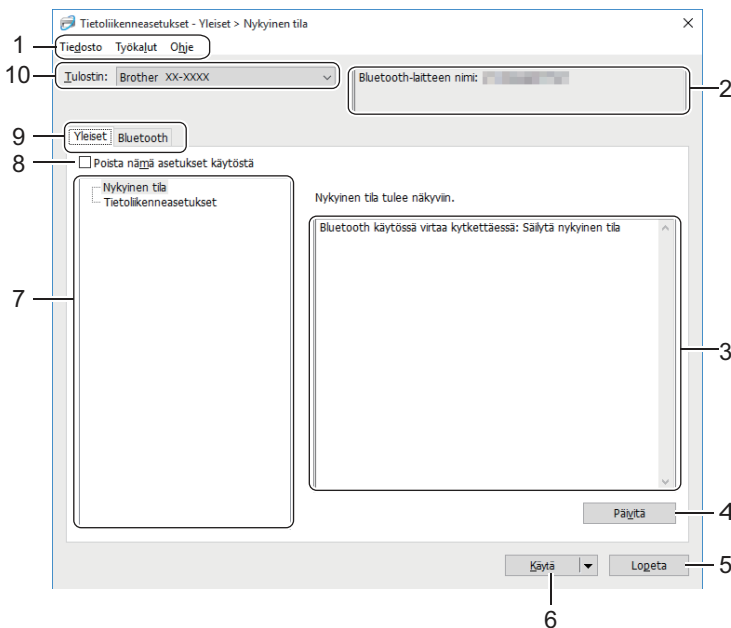 Tietoliikenneasetukset - Yleiset > Nykyinen tila
1 Tiedosto Työkalut Ohje
10 Tulostin: Brother XX-XXXX
Bluetooth-laitteen nimi: 2
9 Yleiset Bluetooth
8 Poista nämä asetukset käytöstä
Nykyinen tila
Tietoliikenneasetukset
7
Nykyinen tila tulee näkyviin.
Bluetooth käytössä virtaa kytkettäessä: Säilytä nykyinen tila
3
Päivitä 4
Käytä Lopeta 5
6